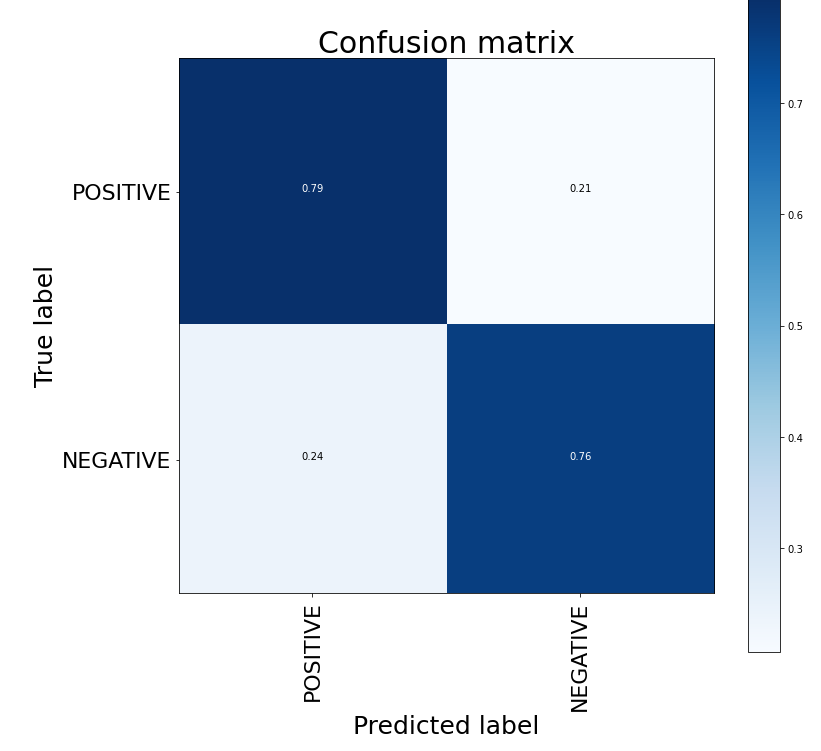 Confusion matrix
POSITIVE
NEGATIVE
True label
0.79
0.21
0.24
0.76
POSITIVE
NEGATIVE
Predicted label
0.7
0.6
0.5
0.4
0.3